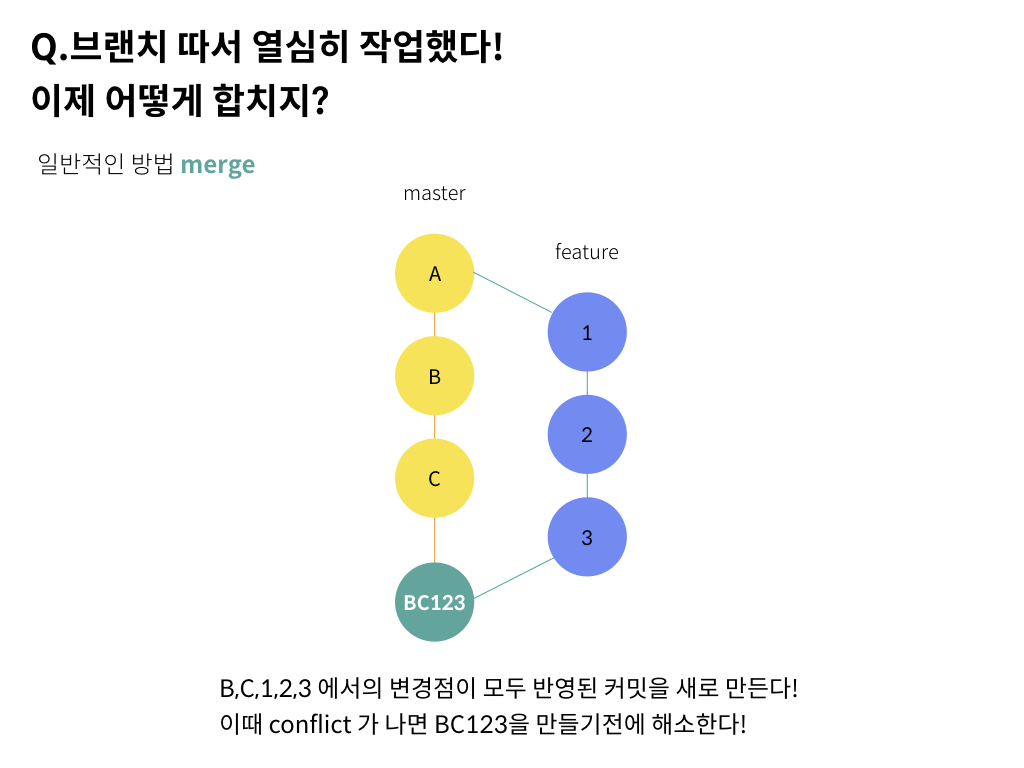 Q.브랜치 따서 열심히 작업했다!
이제 어떻게 합치지?
일반적인 방법 merge
master
feature
A
1
B
2
C
3
BC123
B,C,1,2,3 에서의 변경점이 모두 반영된 커밋을 새로 만든다!
이때 conflict 가 나면 BC123을 만들기전에 해소한다!